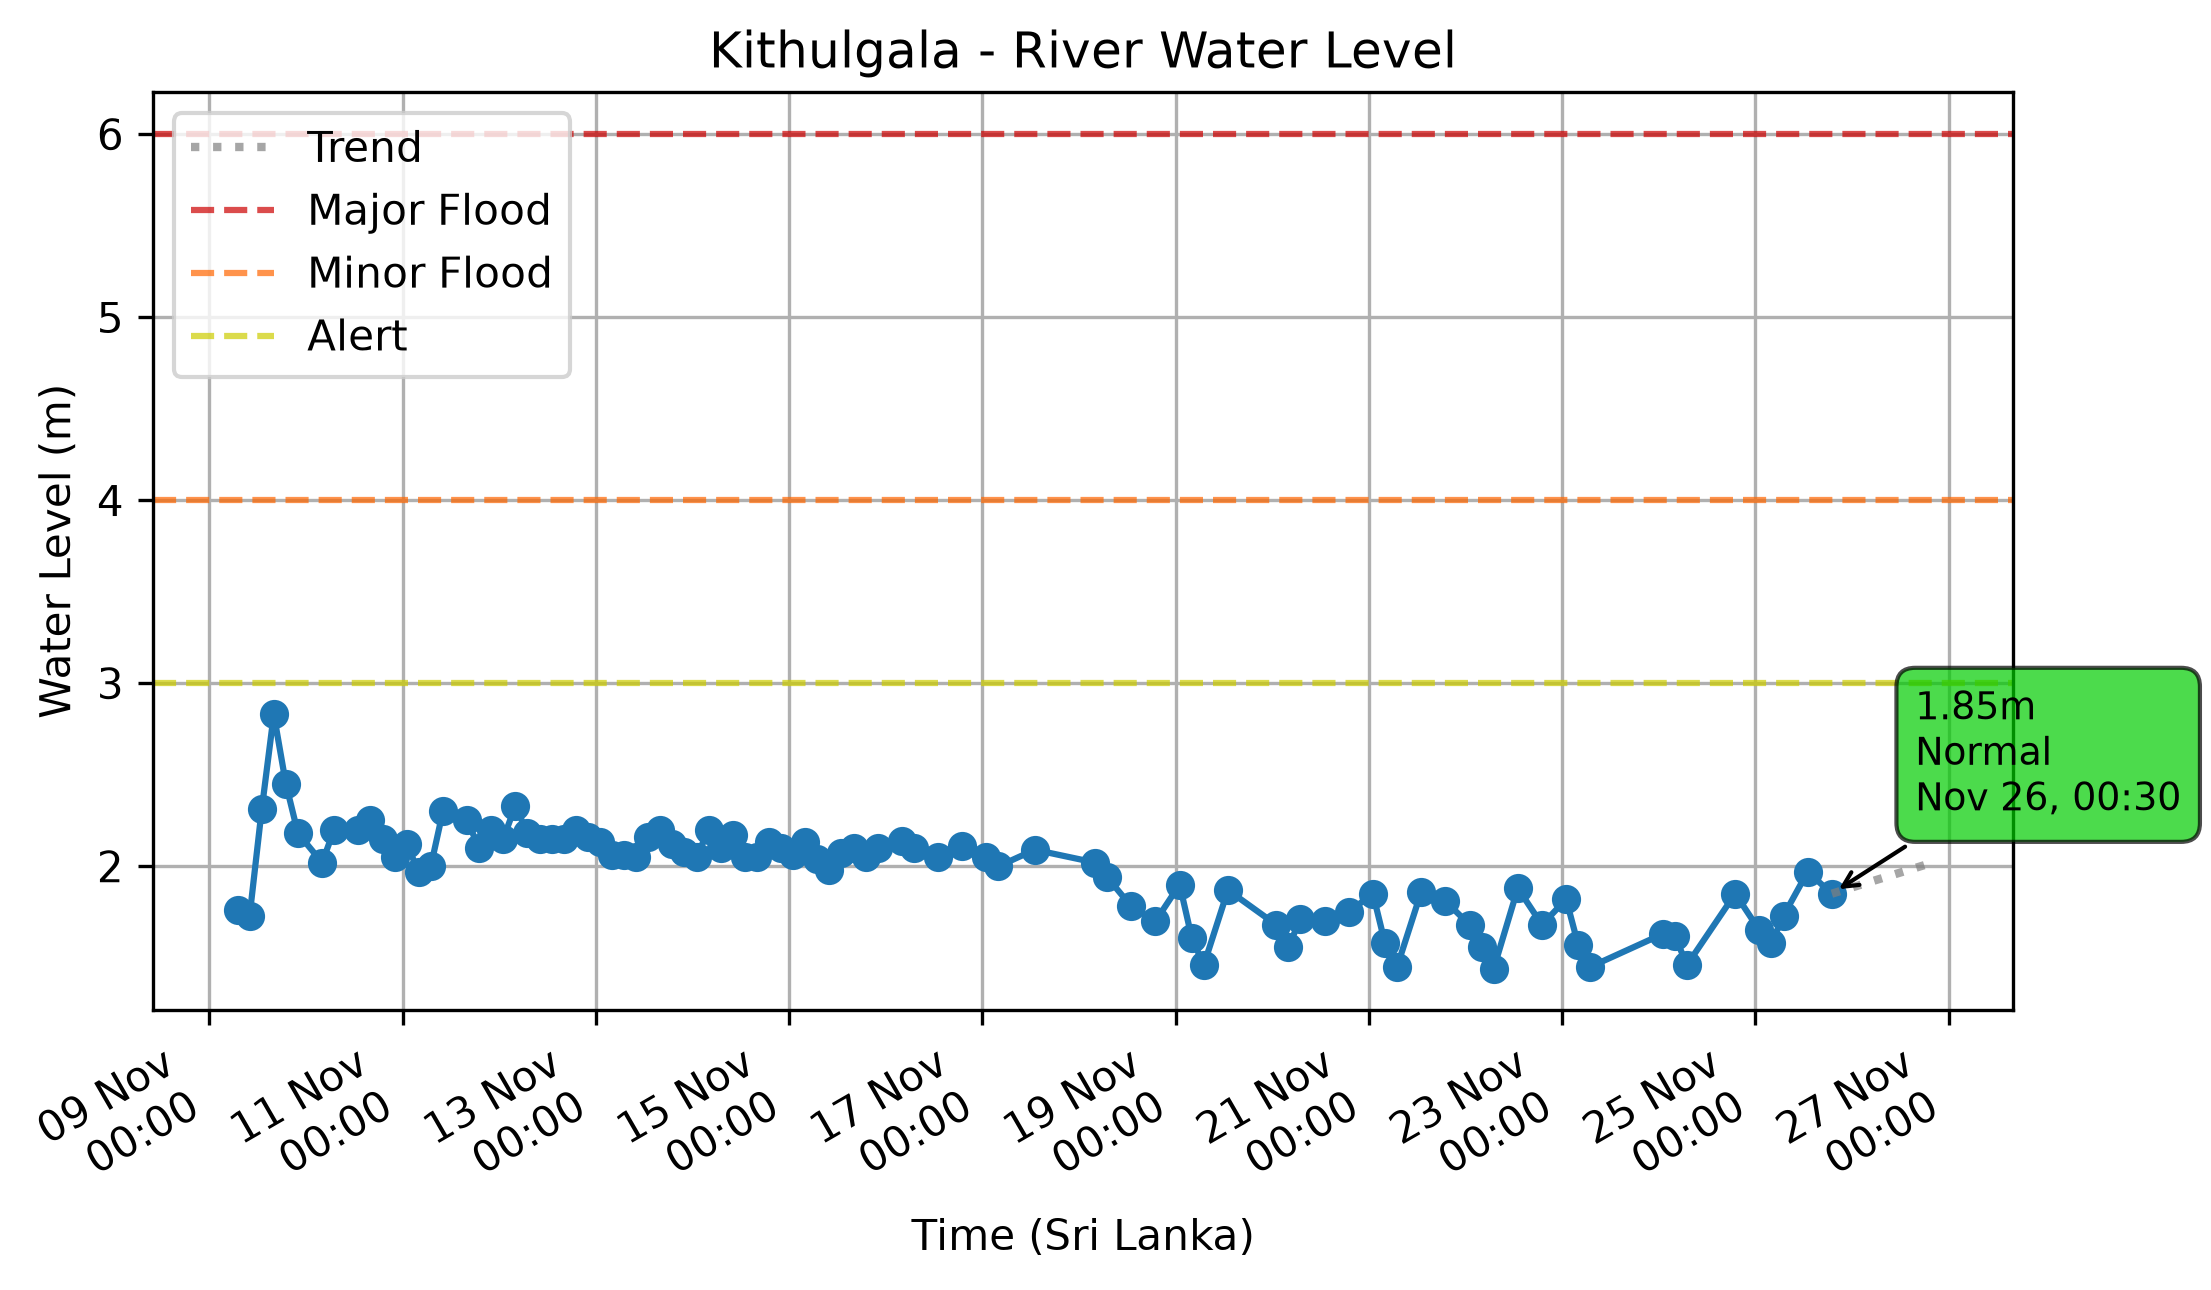 Kithulgala - River Water Level
Trend
Major Flood
Minor Flood
Alert
Water Level (m)
6
5
4
3
2
1.85m
Normal
Nov 26, 00:30
09 Nov
00:00
11 Nov
00:00
13 Nov
00:00
15 Nov
00:00
17 Nov
00:00
19 Nov
00:00
21 Nov
00:00
23 Nov
00:00
25 Nov
00:00
27 Nov
00:00
Time (Sri Lanka)